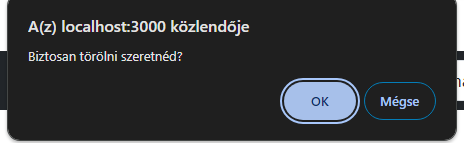 A(z) localhost:3000 közlendője
Biztosan törölni szeretnéd?
OK
Mégse